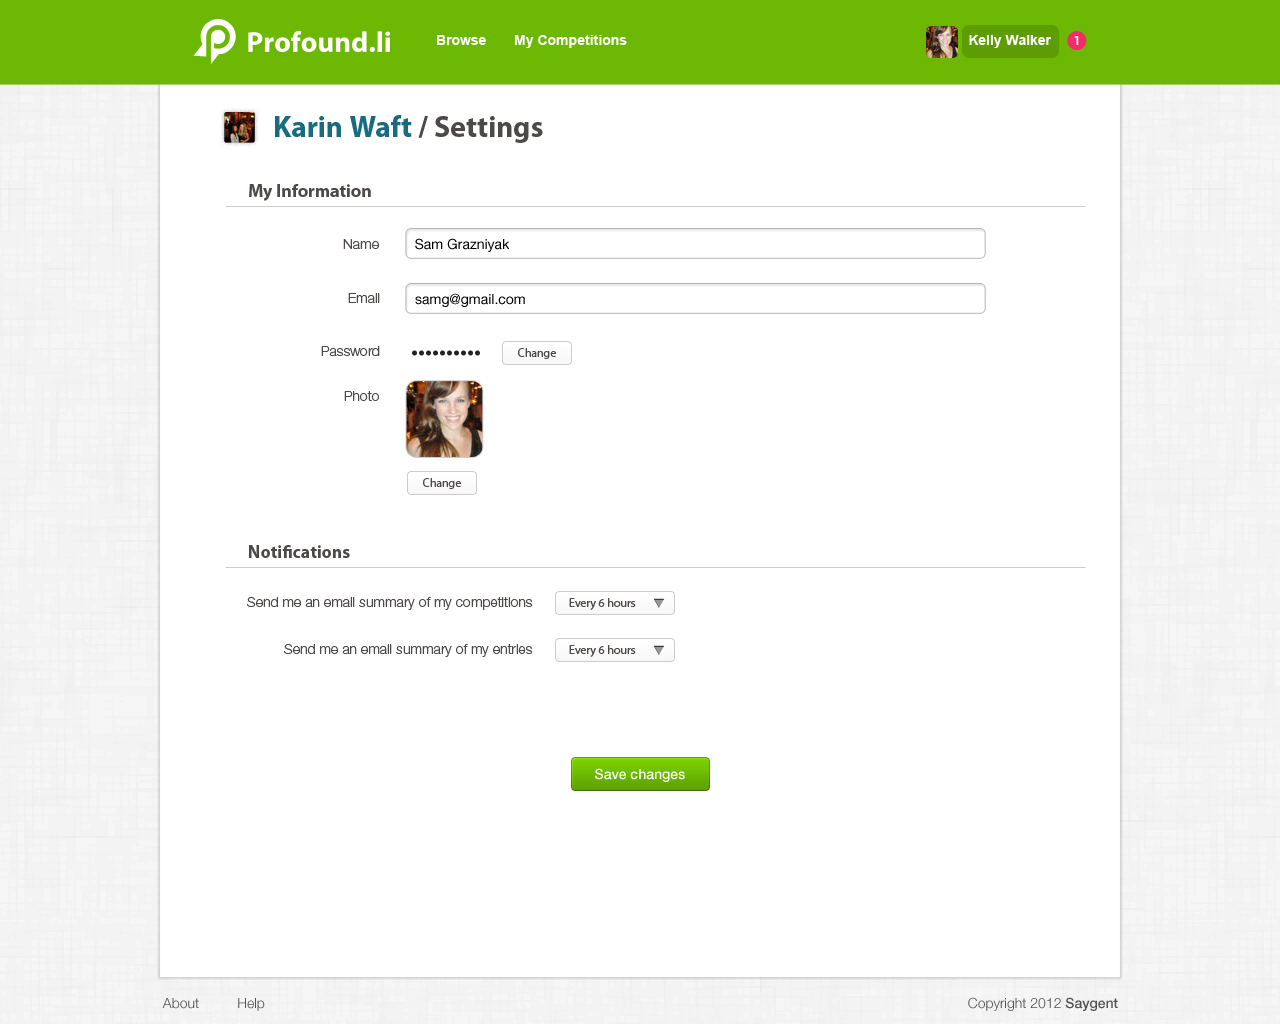 Profound.li Browse My Competitions Kelly Walker 1
Karin Waft / Settings
My Information
Name Sam Grazniyak
Email samg@gmail.com
Password •••••••••• Change
Photo
Change
Notifications
Send me an email summary of my competitions Every 6 hours
Send me an email summary of my entries Every 6 hours
Save changes
About Help Copyright 2012 Saygent